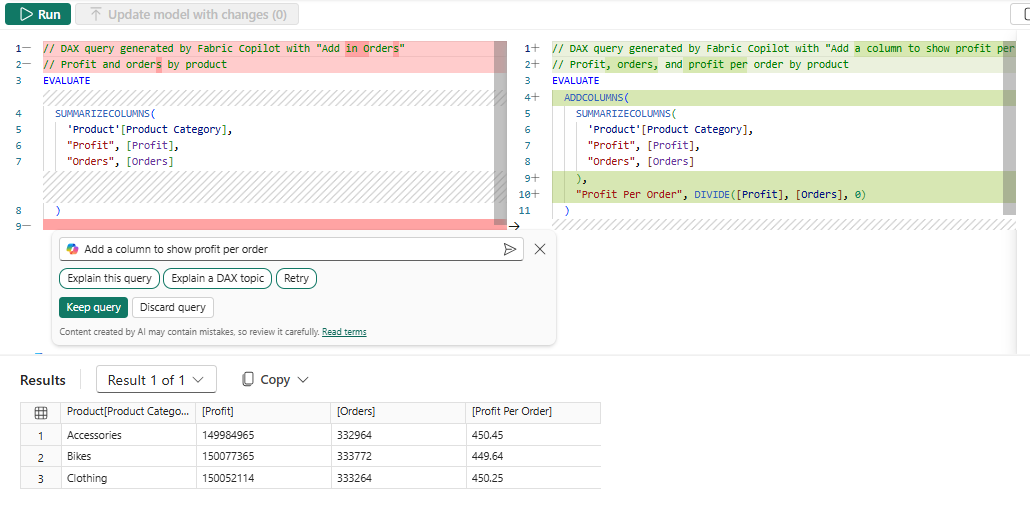 Run
Update model with changes (0)
1— // DAX query generated by Fabric Copilot with "Add in Orders"
2— // Profit and orders by product
3 EVALUATE
4 SUMMARIZECOLUMNS(
5 'Product'[Product Category],
6 "Profit", [Profit],
7 "Orders", [Orders]
8 )
9—
1+ // DAX query generated by Fabric Copilot with "Add a column to show profit per
2+ // Profit, orders, and profit per order by product
3 EVALUATE
4+ ADDCOLUMNS(
5 SUMMARIZECOLUMNS(
6 'Product'[Product Category],
7 "Profit", [Profit],
8 "Orders", [Orders]
9+ ),
10+ "Profit Per Order", DIVIDE([Profit], [Orders], 0)
11 )
Add a column to show profit per order
Explain this query Explain a DAX topic Retry
Keep query Discard query
Content created by AI may contain mistakes, so review it carefully. Read terms
Results Result 1 of 1 Copy
Product[Product Catego... [Profit] [Orders] [Profit Per Order]
1 Accessories 149984965 332964 450.45
2 Bikes 150077365 333772 449.64
3 Clothing 150052114 333264 450.25